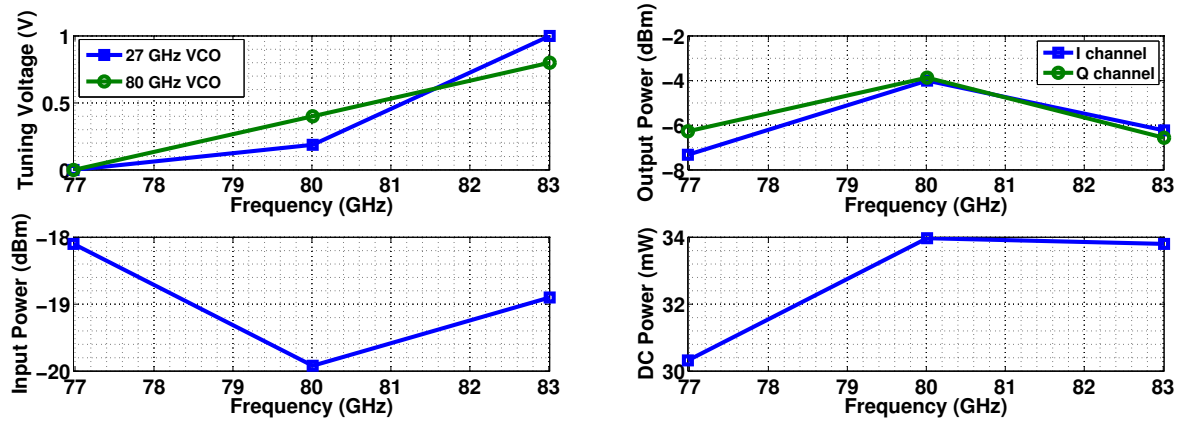 Tuning Voltage (V)
1
0.5
0
27 GHz VCO
80 GHz VCO
77 78 79 80 81 82 83
Frequency (GHz)
Output Power (dBm)
−2
−4
−6
−8
I channel
Q channel
77 78 79 80 81 82 83
Frequency (GHz)
Input Power (dBm)
−18
−19
−20
77 78 79 80 81 82 83
Frequency (GHz)
DC Power (mW)
34
32
30
77 78 79 80 81 82 83
Frequency (GHz)